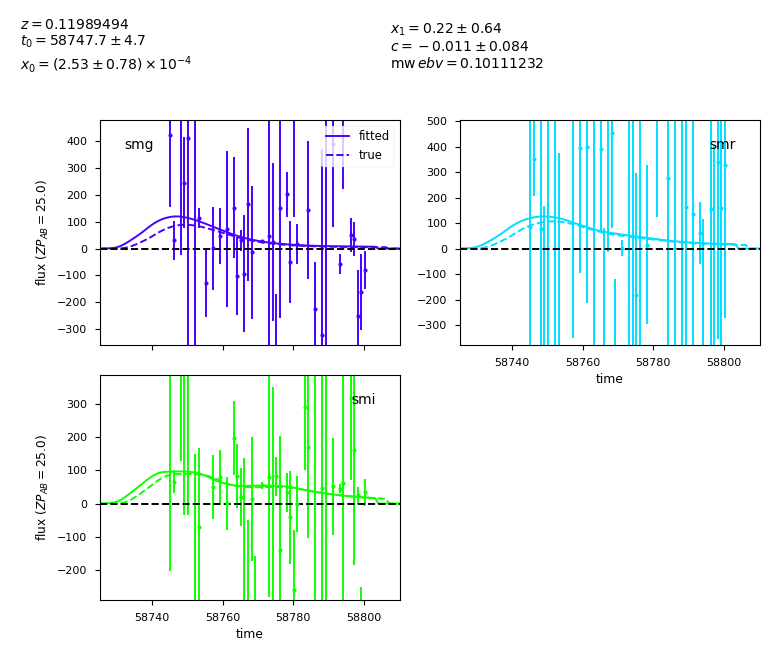 z = 0.11989494
t₀ = 58747.7 ± 4.7
x₀ = (2.53 ± 0.78) × 10⁻⁴
x₁ = 0.22 ± 0.64
c = −0.011 ± 0.084
mw ebv = 0.10111232
smg
fitted
true
400
300
200
100
0
−100
−200
−300
flux (ZP_AB = 25.0)
smr
500
400
300
200
100
0
−100
−200
−300
58740 58760 58780 58800
time
smi
300
200
100
0
−100
−200
flux (ZP_AB = 25.0)
58740 58760 58780 58800
time